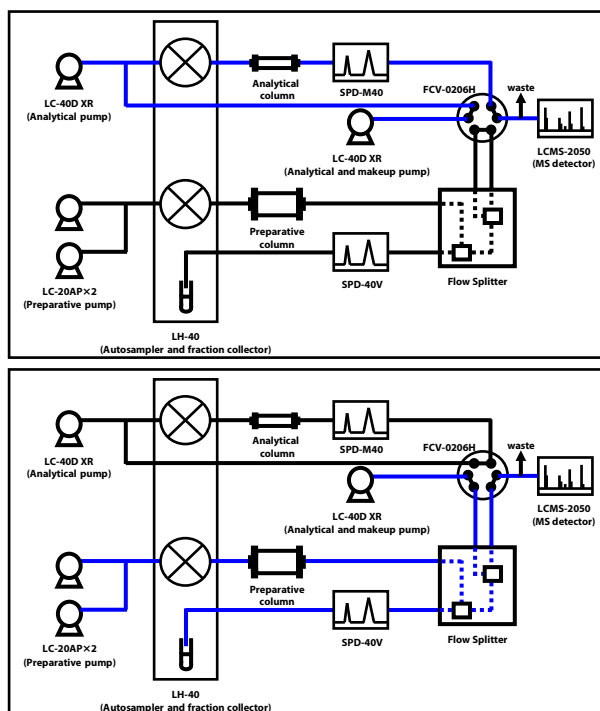 Analytical
column
SPD-M40
FCV-0206H
waste
LC-40D XR
(Analytical pump)
LC-40D XR
(Analytical and makeup pump)
LCMS-2050
(MS detector)
Preparative
column
LC-20AP×2
(Preparative pump)
SPD-40V
Flow Splitter
LH-40
(Autosampler and fraction collector)
Analytical
column
SPD-M40
FCV-0206H
waste
LC-40D XR
(Analytical pump)
LC-40D XR
(Analytical and makeup pump)
LCMS-2050
(MS detector)
Preparative
column
LC-20AP×2
(Preparative pump)
SPD-40V
Flow Splitter
LH-40
(Autosampler and fraction collector)